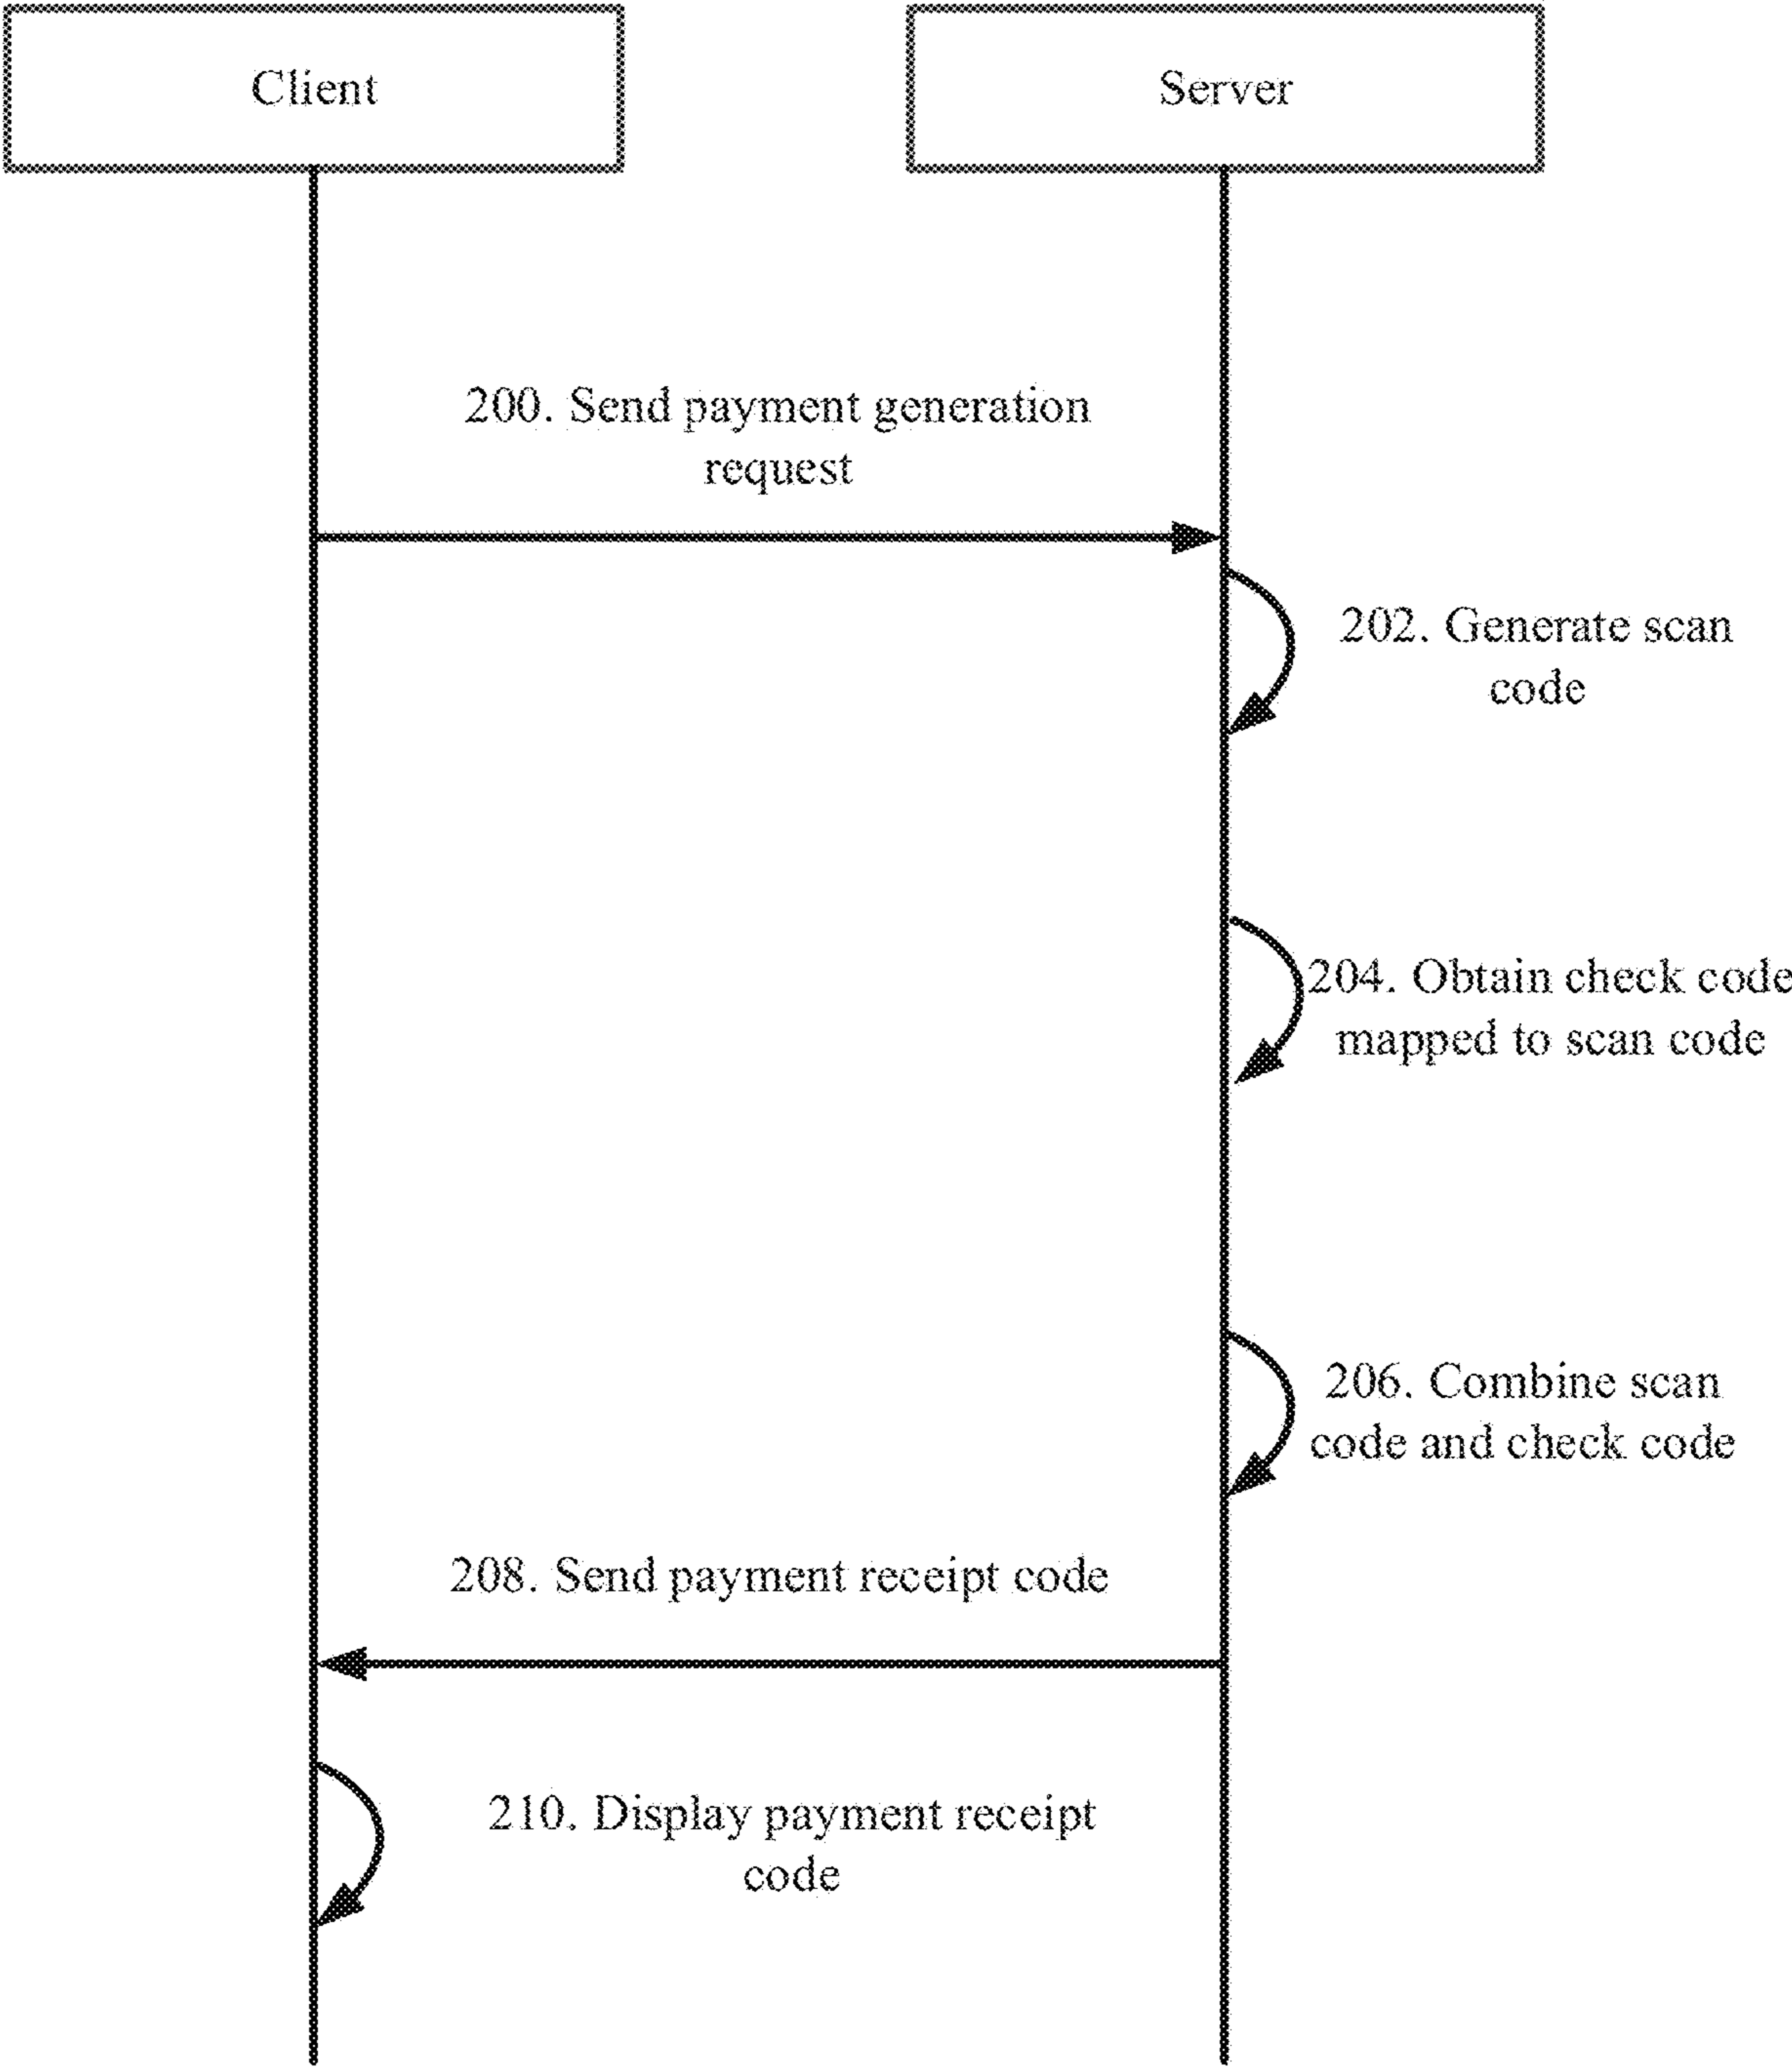 Client
Server
200. Send payment generation
request
202. Generate scan
code
204. Obtain check code
mapped to scan code
206. Combine scan
code and check code
208. Send payment receipt code
210. Display payment receipt
code